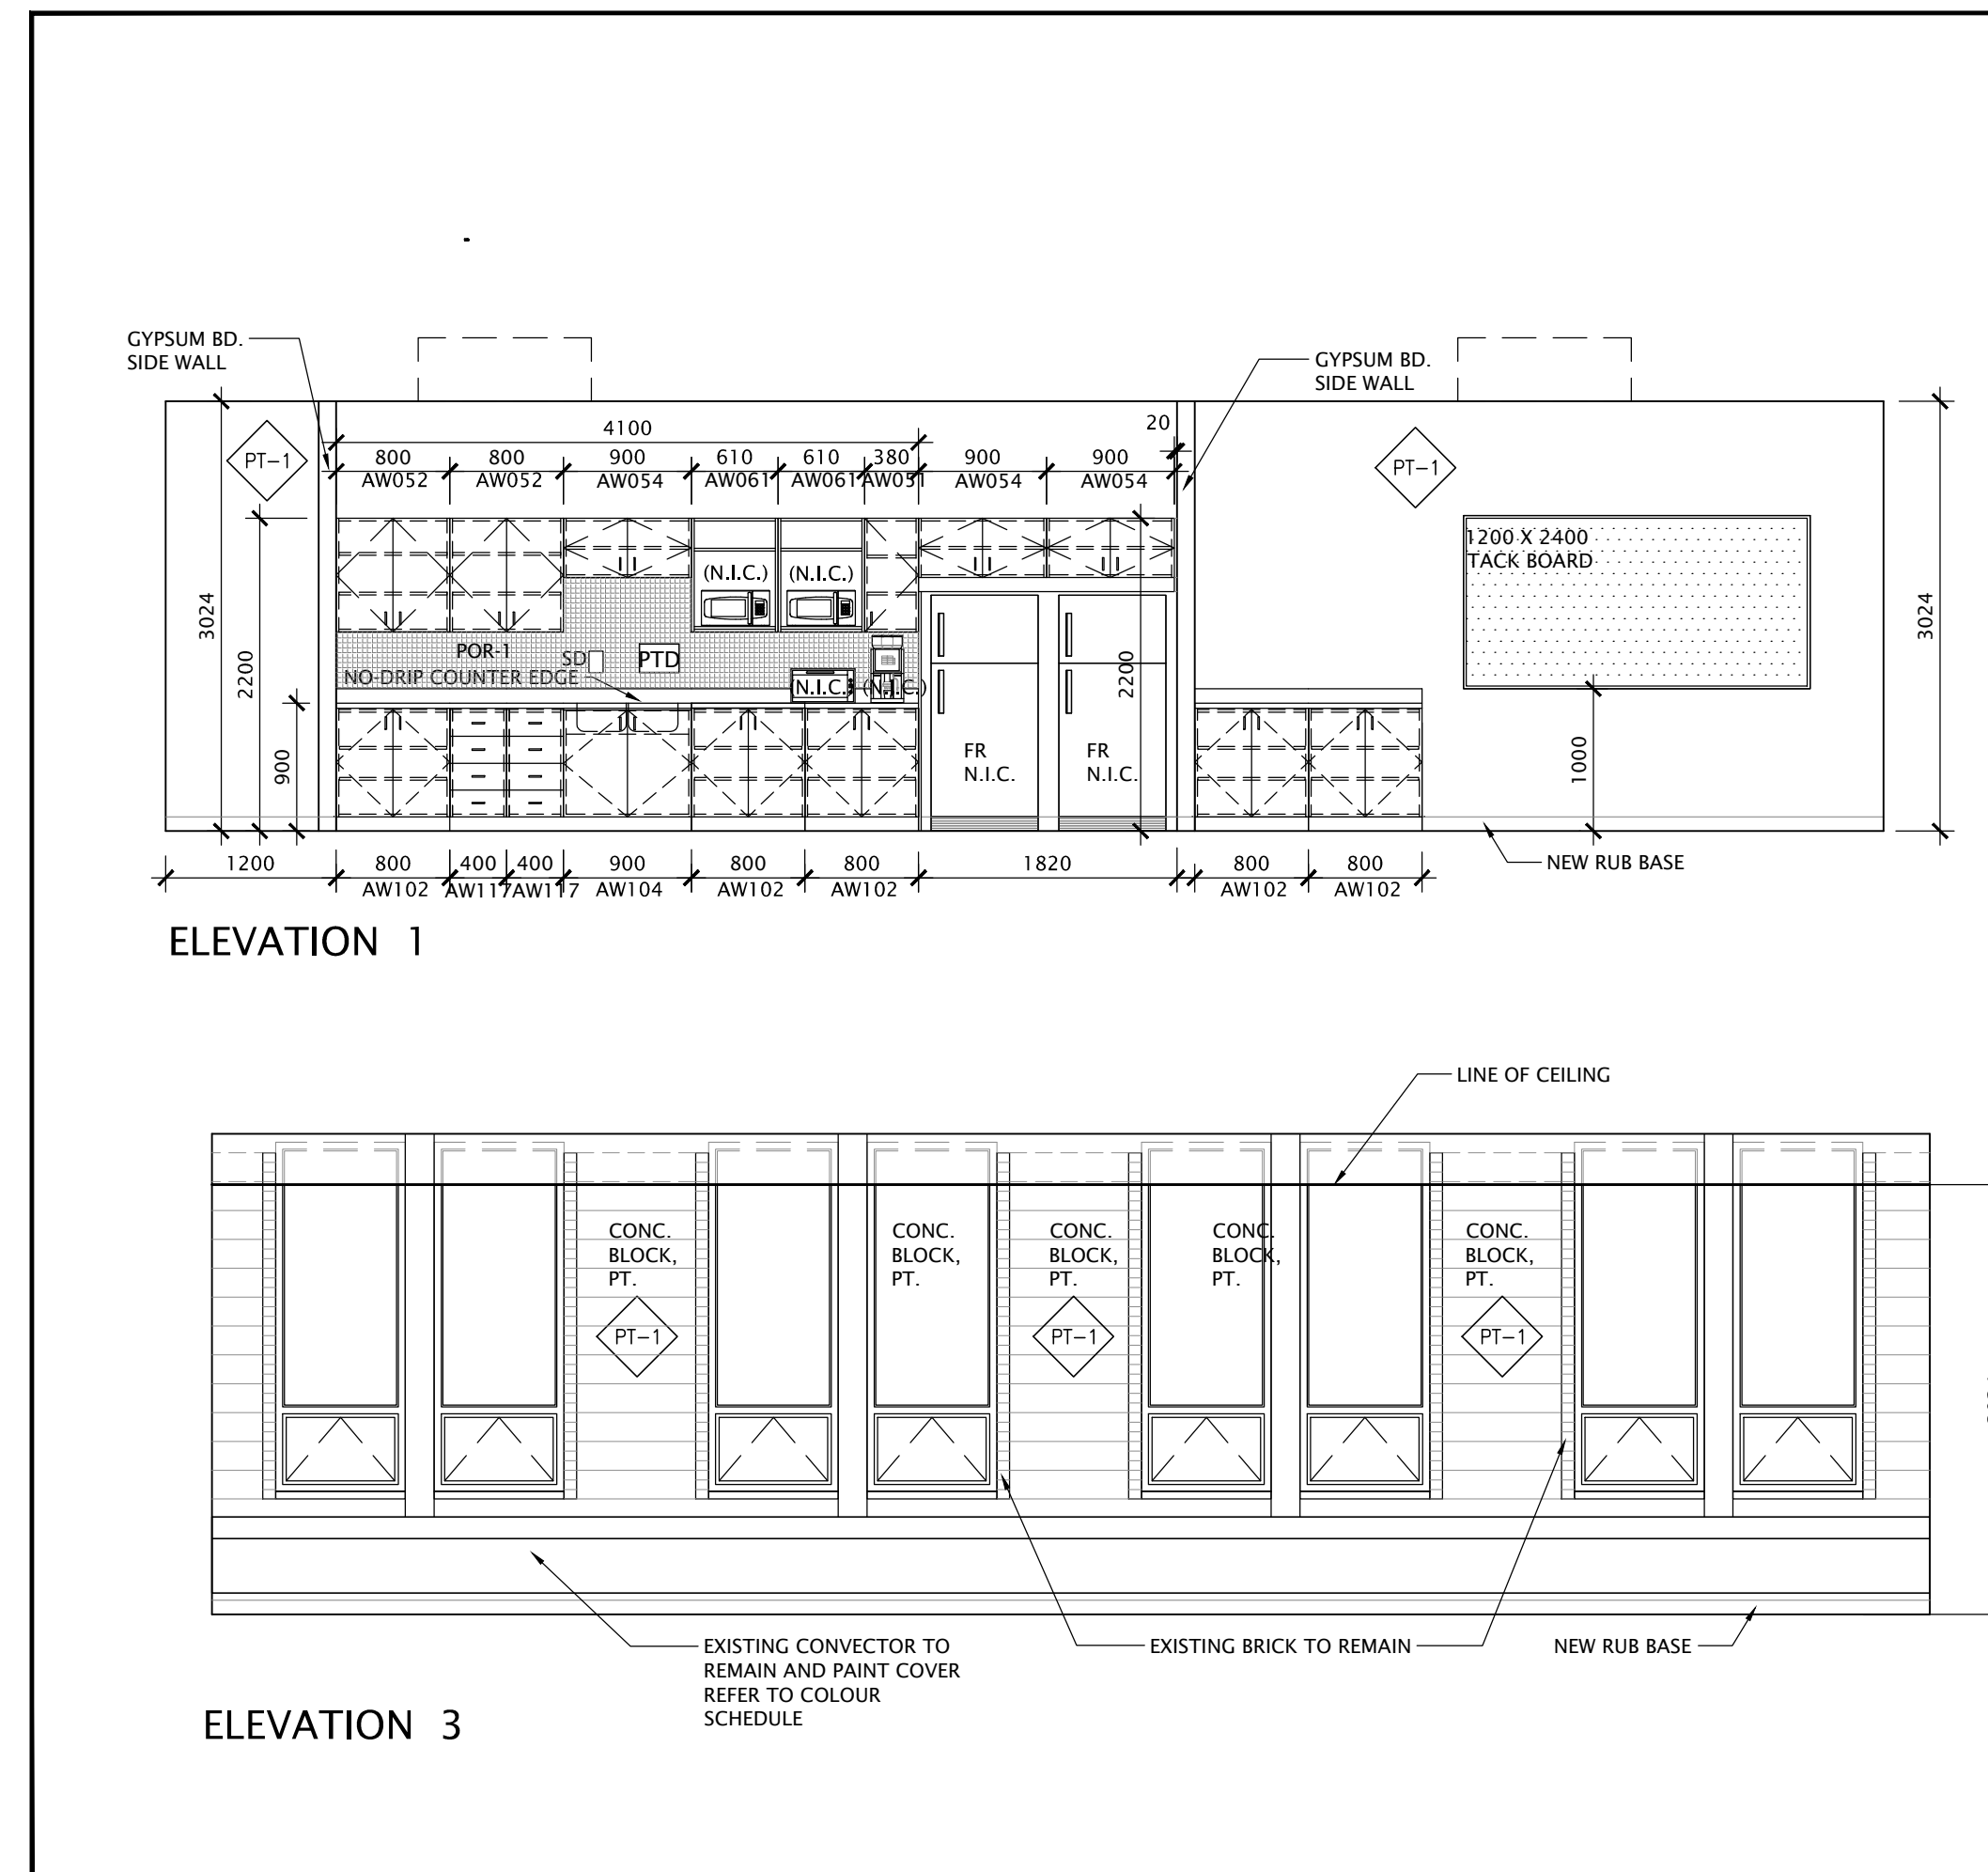 GYPSUM BD.
SIDE WALL
GYPSUM BD.
SIDE WALL
PT-1
4100
20
PT-1
800 800 900 610 610 380 900 900
AW052 AW052 AW054 AW061 AW061 AW051 AW054 AW054
1200 X 2400
TACK BOARD
(N.I.C.) (N.I.C.)
3024
2200
900
POR-1
SD
PTD
NO-DRIP COUNTER EDGE
(N.I.C.) (N.I.C.)
2200
FR
N.I.C.
FR
N.I.C.
1000
3024
1200 800 400 400 900 800 800 1820 800 800
AW102 AW117 AW117 AW104 AW102 AW102 AW102 AW102
NEW RUB BASE
ELEVATION 1
LINE OF CEILING
CONC.
BLOCK,
PT.
CONC.
BLOCK,
PT.
CONC.
BLOCK,
PT.
CONC.
BLOCK,
PT.
CONC.
BLOCK,
PT.
PT-1
PT-1
PT-1
EXISTING CONVECTOR TO
REMAIN AND PAINT COVER
REFER TO COLOUR
SCHEDULE
EXISTING BRICK TO REMAIN
NEW RUB BASE
ELEVATION 3